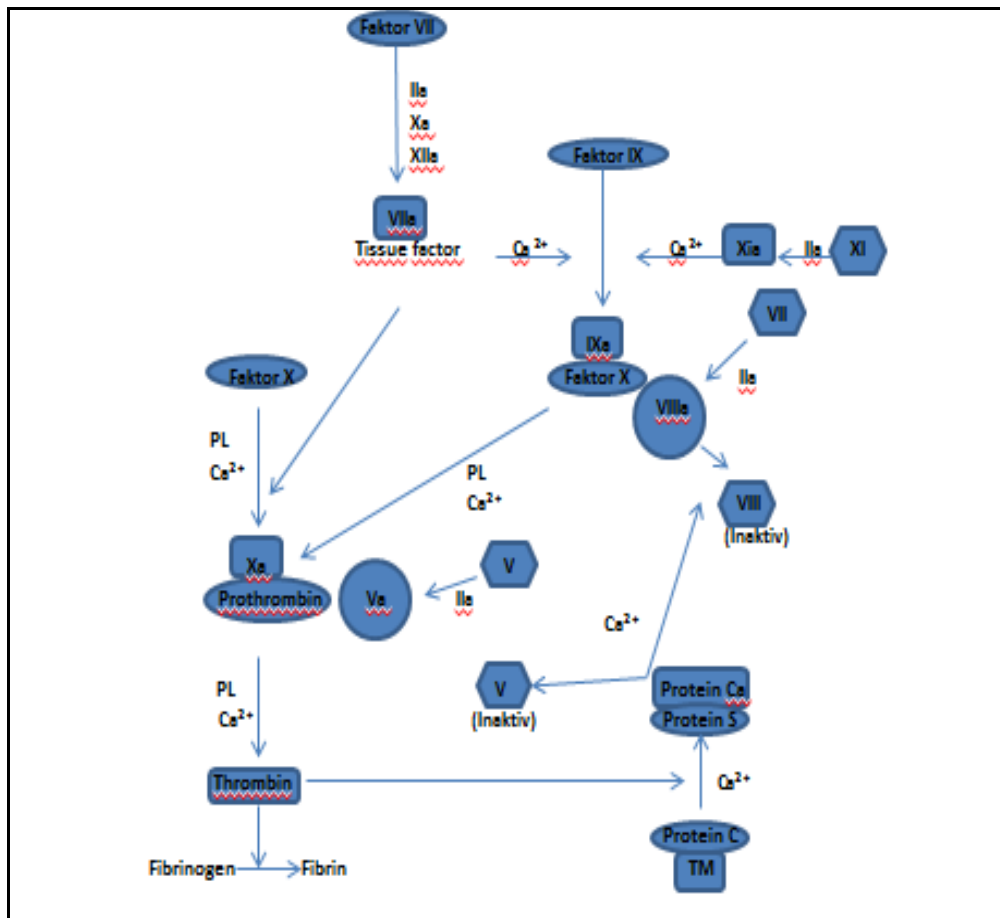 Faktor VII
IIa
Xa
XIIa
Faktor IX
VIIa
Tissue factor
Ca 2+
Ca 2+
Xia
IIa
XI
VII
IXa
Faktor X
IIa
VIIIa
Faktor X
PL
Ca2+
PL
Ca2+
VIII
(Inaktiv)
Xa
Prothrombin
Va
IIa
V
Ca2+
PL
Ca2+
V
(Inaktiv)
Protein Ca
Protein S
Thrombin
Ca2+
Protein C
TM
Fibrinogen
Fibrin